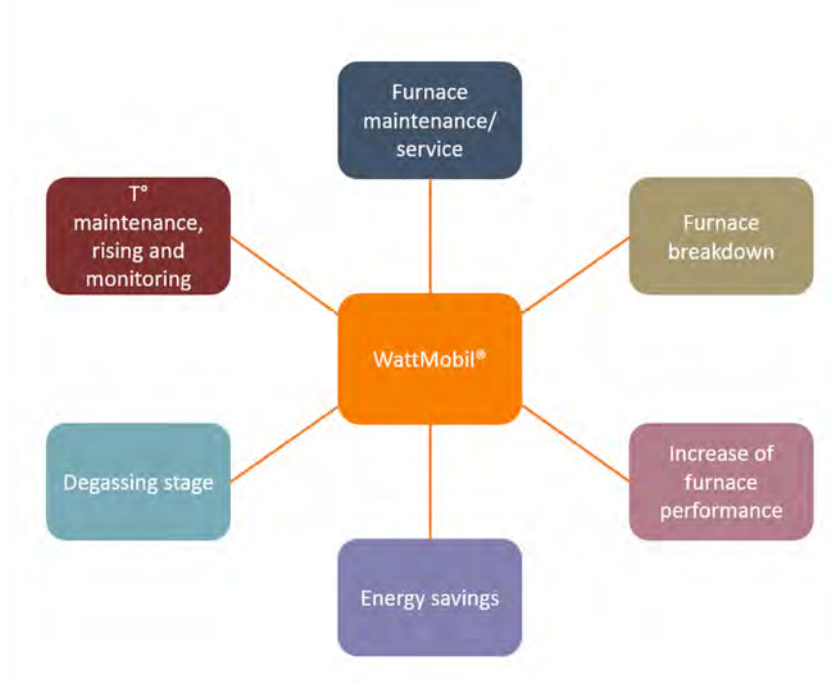 Furnace
maintenance/
service
T°
maintenance,
rising and
monitoring
Furnace
breakdown
WattMobil®
Degassing stage
Increase of
furnace
performance
Energy savings